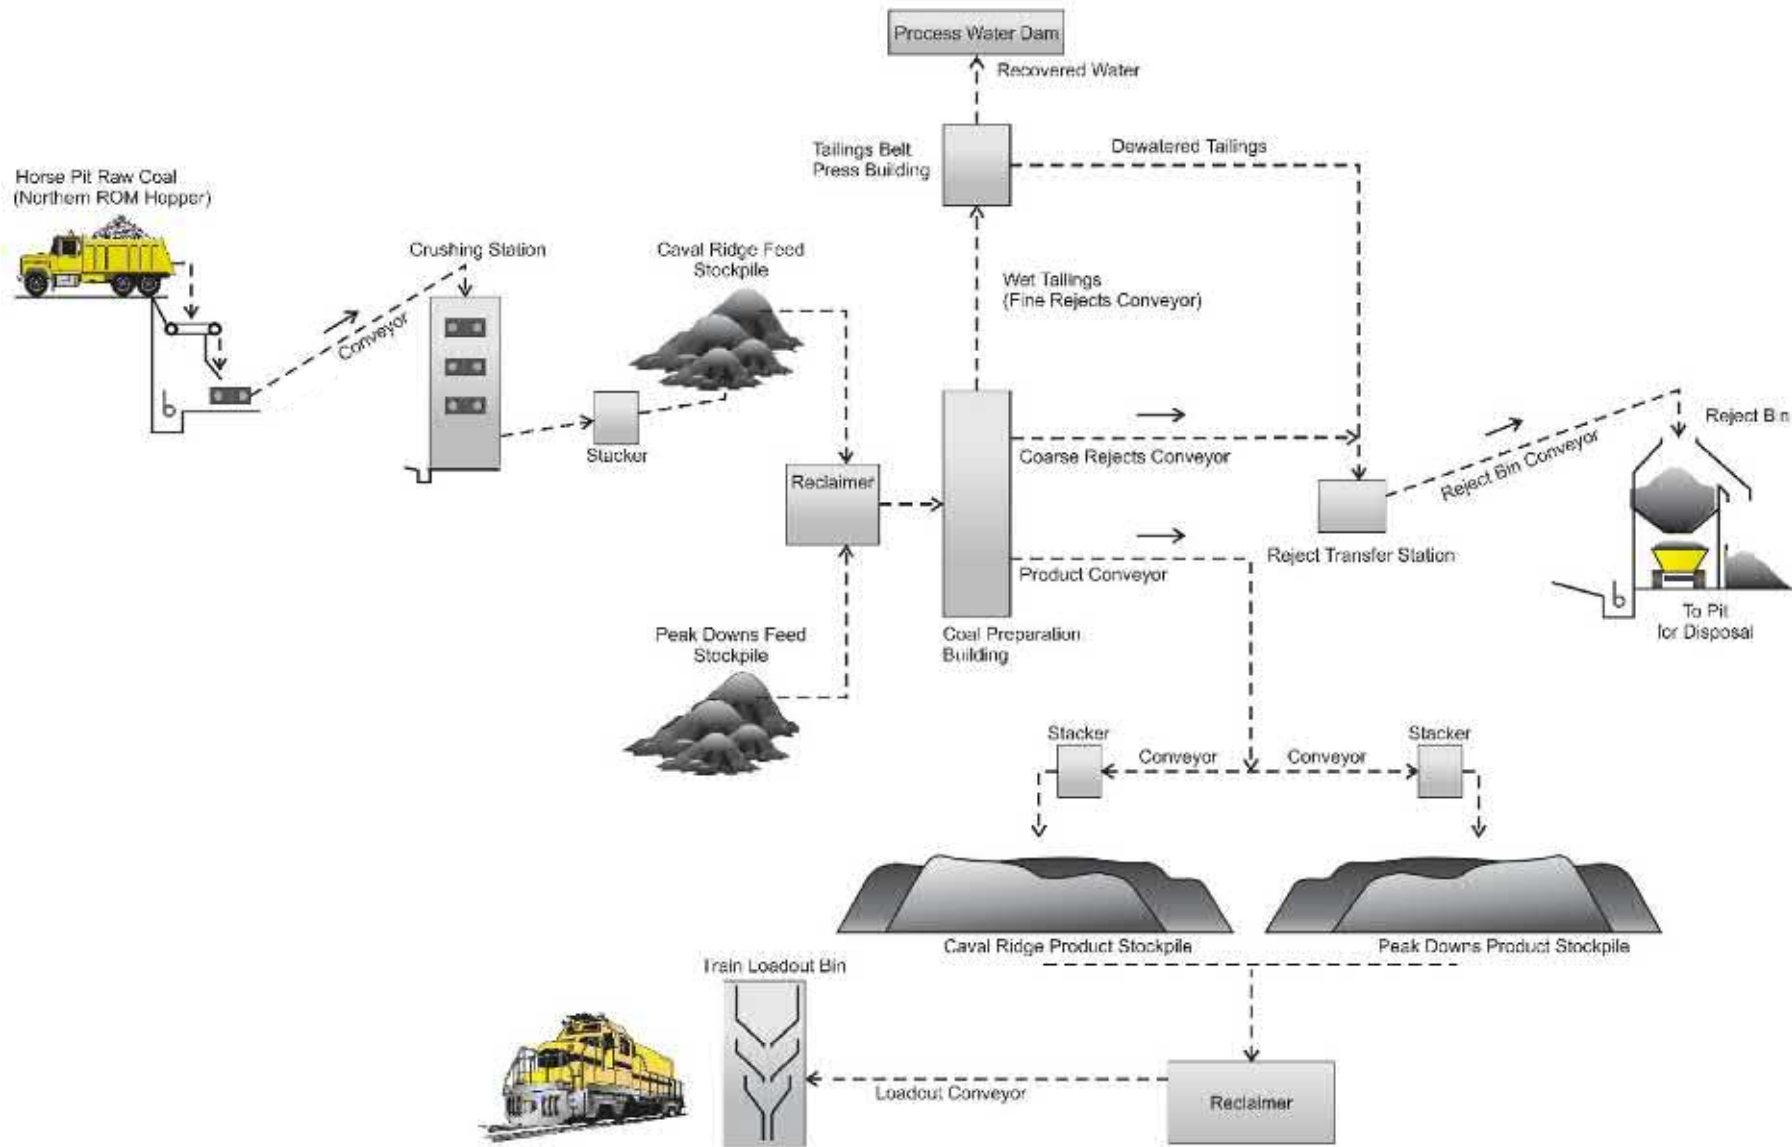 Process Water Dam
Recovered Water
Tailings Belt
Press Building
Dewatered Tailings
Horse Pit Raw Coal
(Northern ROM Hopper)
Crushing Station
Conveyor
Caval Ridge Feed
Stockpile
Stacker
Wet Tailings
(Fine Rejects Conveyor)
Reclaimer
Coarse Rejects Conveyor
Product Conveyor
Coal Preparation
Building
Reject Transfer Station
Reject Bin Conveyor
Reject Bin
To Pit
for Disposal
Peak Downs Feed
Stockpile
Stacker
Conveyor
Conveyor
Stacker
Caval Ridge Product Stockpile
Peak Downs Product Stockpile
Train Loadout Bin
Loadout Conveyor
Reclaimer